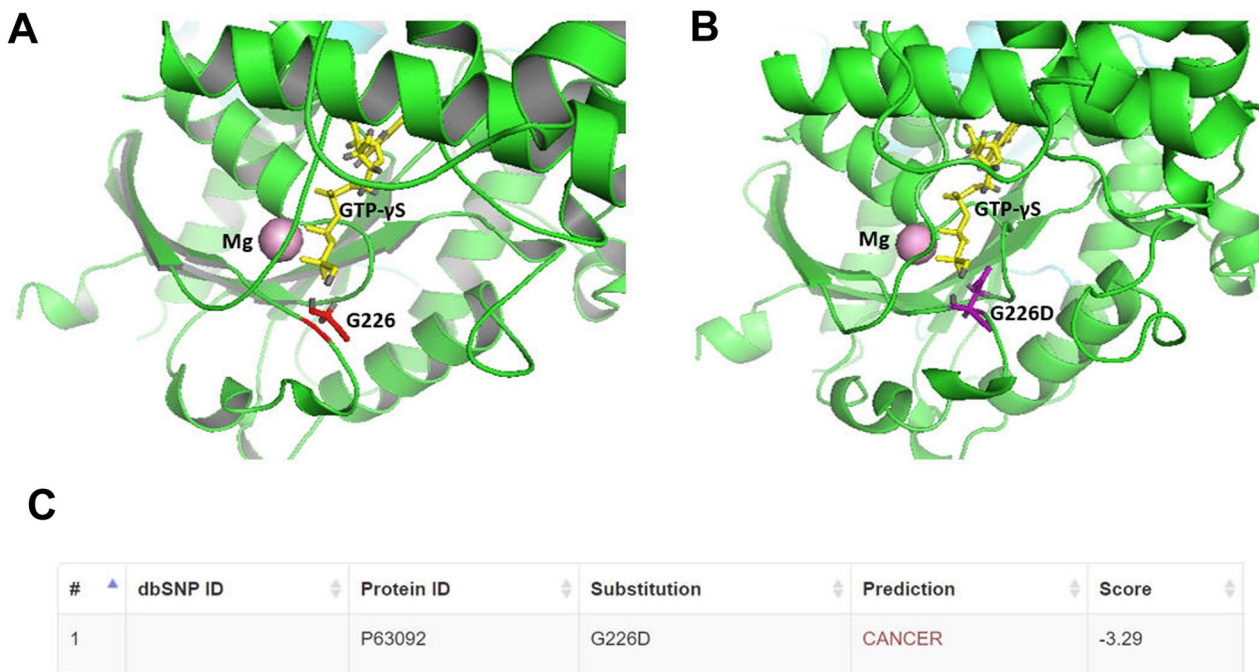 A
B
GTP-γS
Mg
G226
GTP-γS
Mg
G226D
C
# dbSNP ID Protein ID Substitution Prediction Score
1 P63092 G226D CANCER -3.29